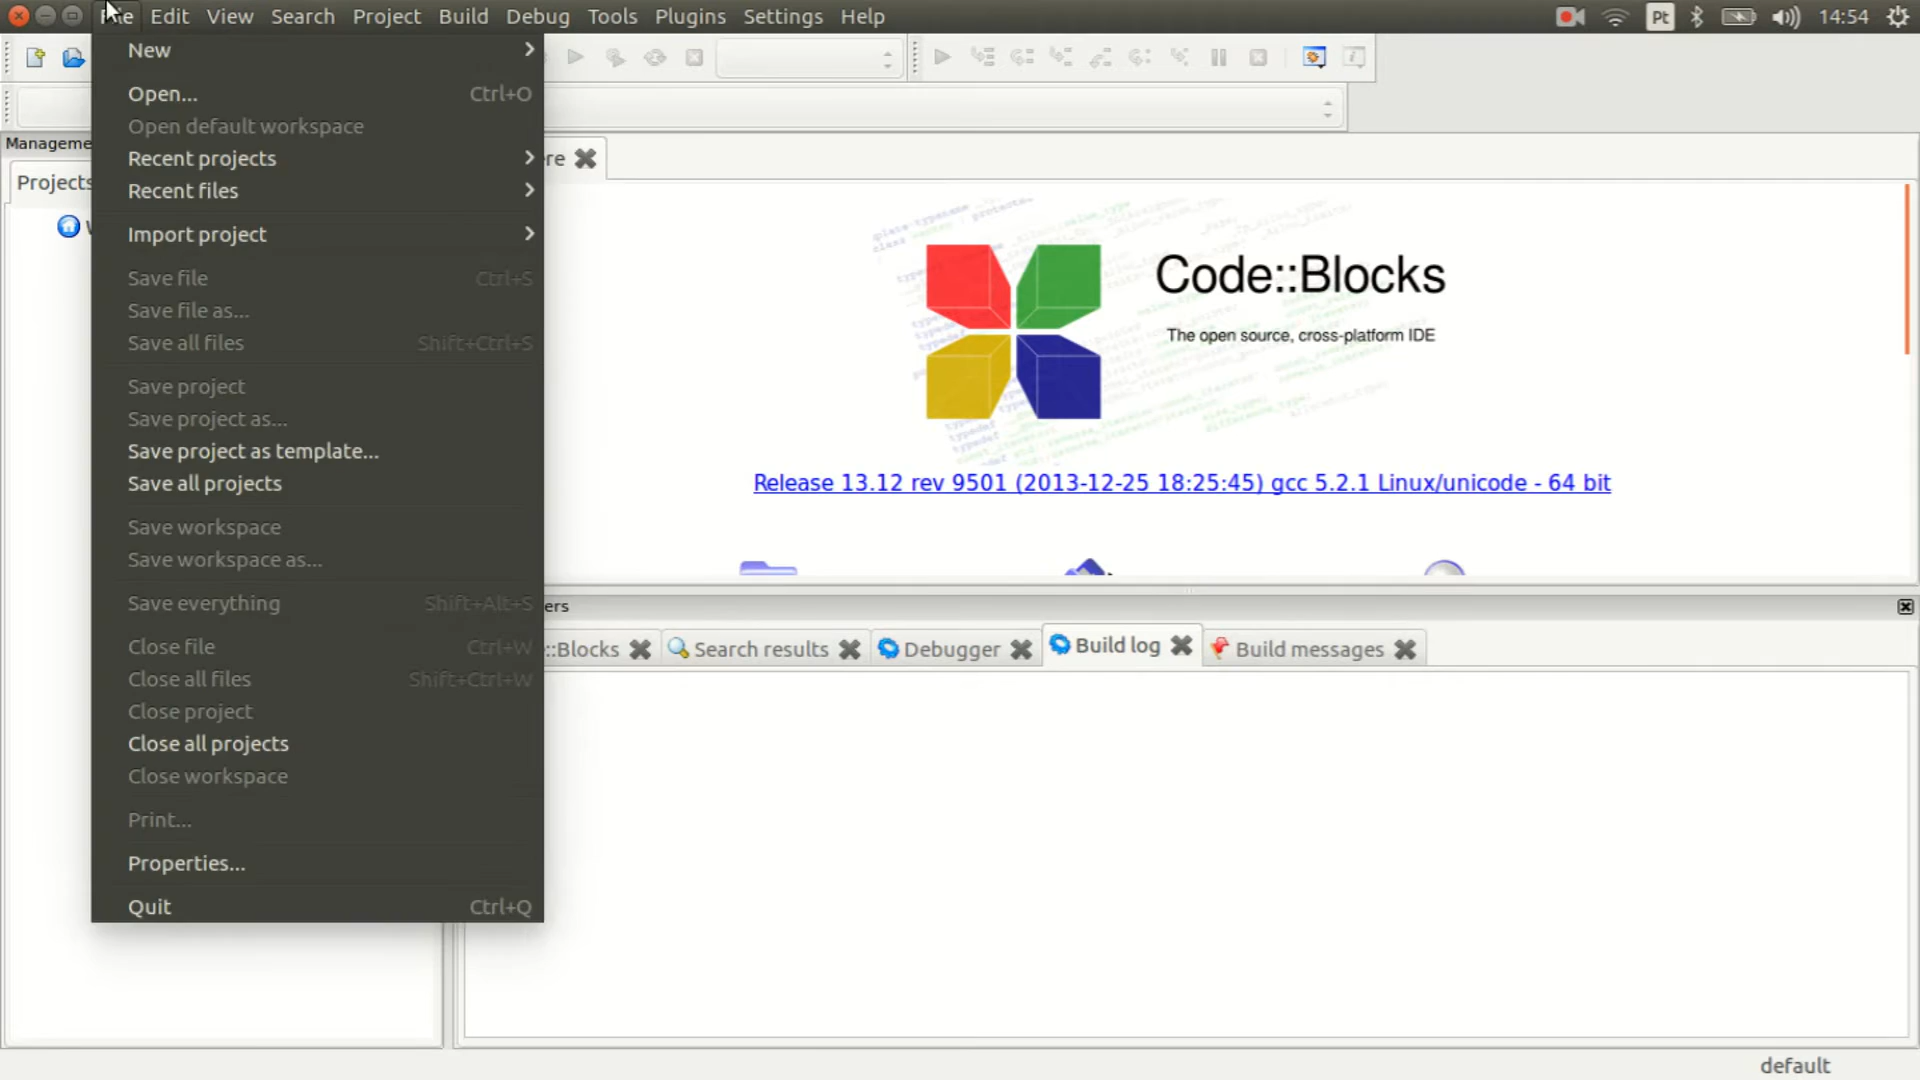 File Edit View Search Project Build Debug Tools Plugins Settings Help
Pt 14:54
New
Open... Ctrl+O
Open default workspace
Recent projects
Recent files
Import project
Save file Ctrl+S
Save file as...
Save all files Shift+Ctrl+S
Save project
Save project as...
Save project as template...
Save all projects
Save workspace
Save workspace as...
Save everything Shift+Alt+S
Close file Ctrl+W
Close all files Shift+Ctrl+W
Close project
Close all projects
Close workspace
Print...
Properties...
Quit Ctrl+Q
Manageme
Projects
re
Code::Blocks
The open source, cross-platform IDE
Release 13.12 rev 9501 (2013-12-25 18:25:45) gcc 5.2.1 Linux/unicode - 64 bit
ers
::Blocks Search results Debugger Build log Build messages
default